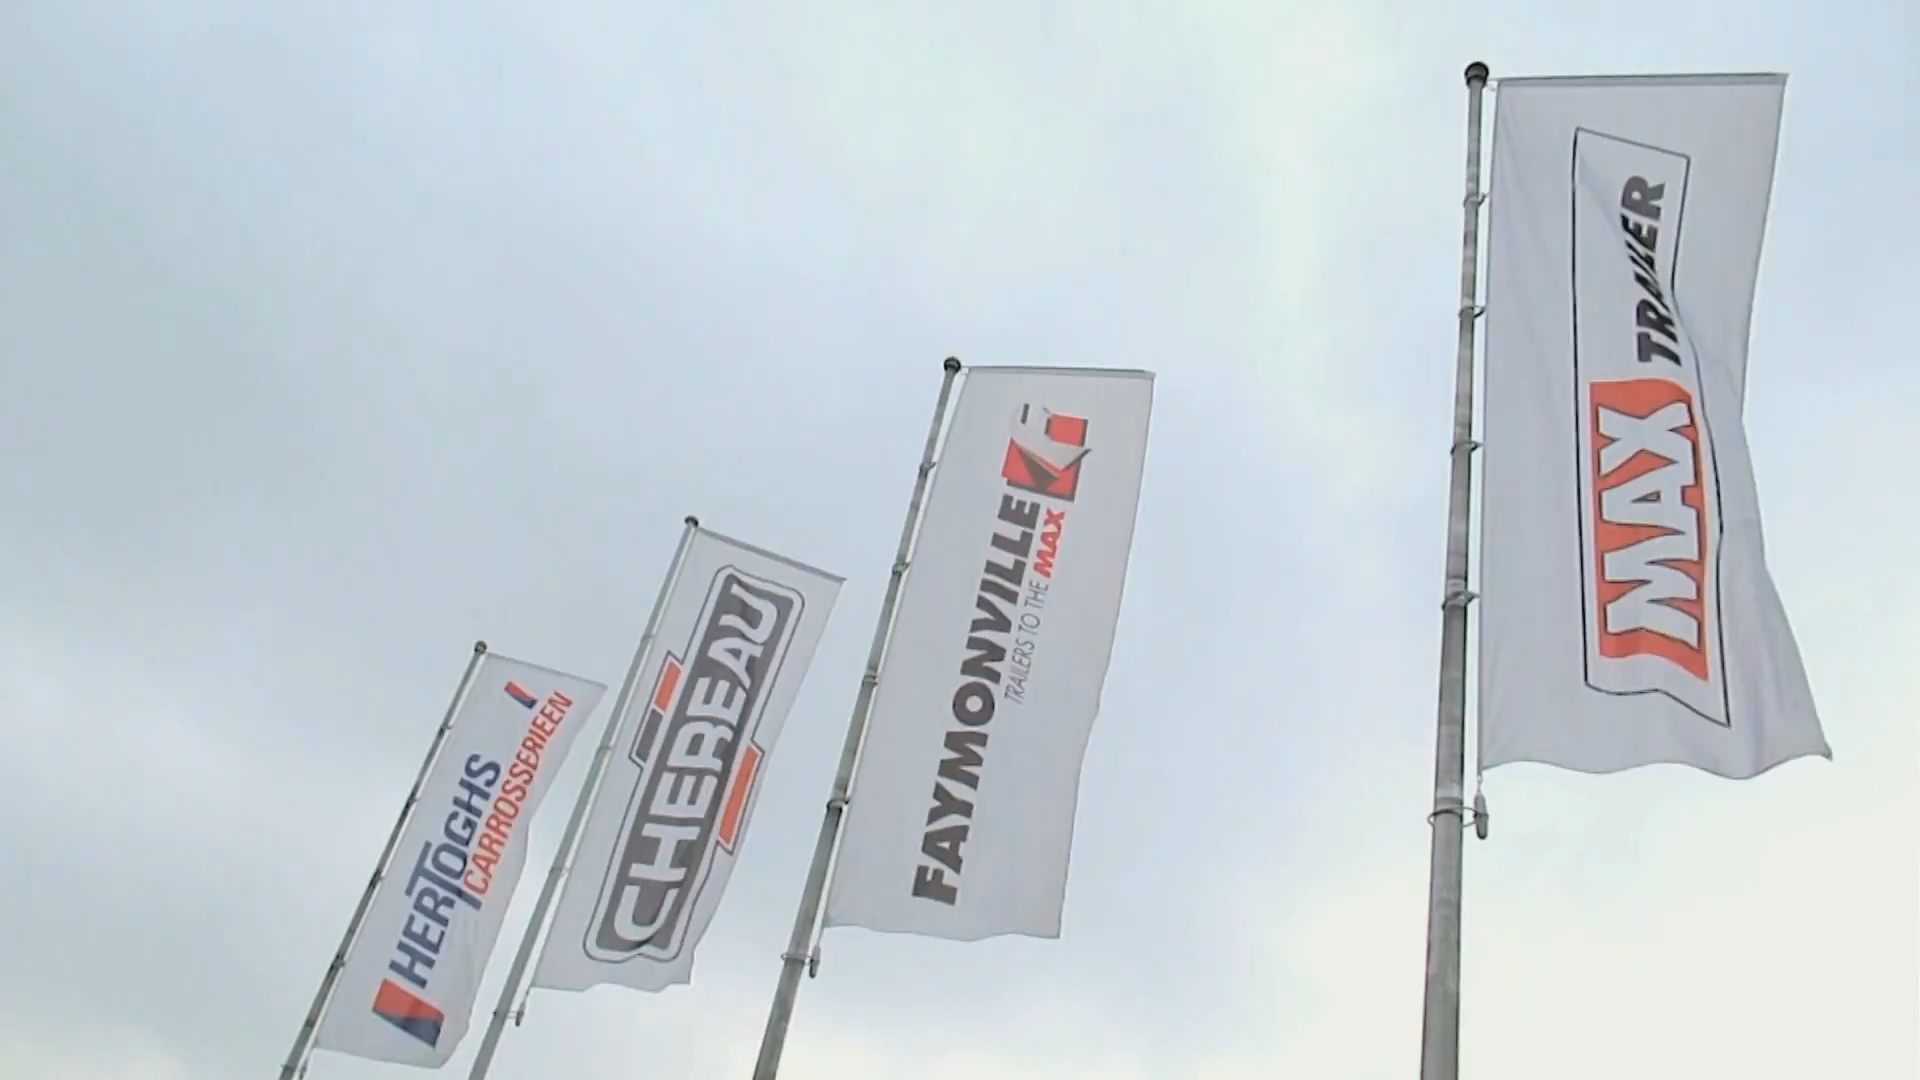 HERTOGHS
CARROSSERIEEN
CHEREAU
FAYMONVILLE
TRAILERS TO THE MAX
MAX TRAILER